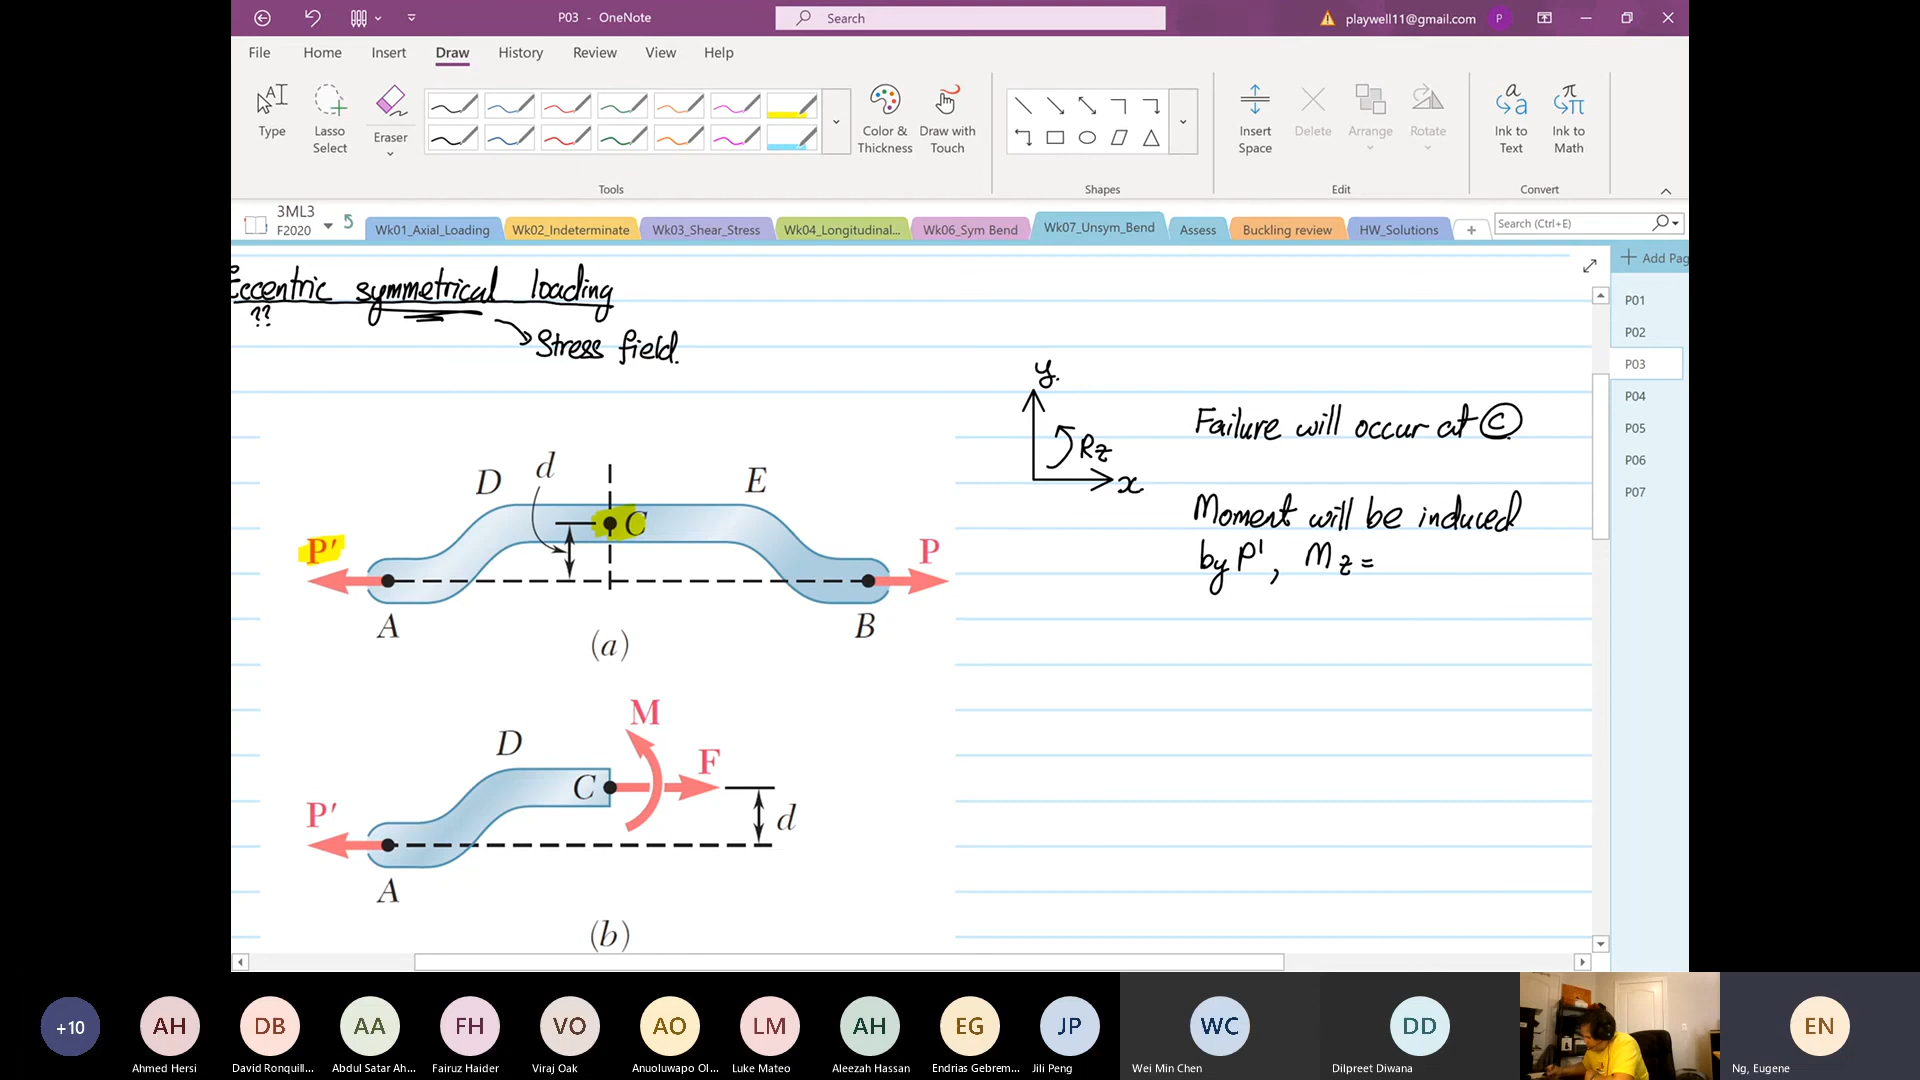 P03 - OneNote
Search
playwell11@gmail.com
P
File Home Insert Draw History Review View Help
Type
Lasso Select
Eraser
Color & Thickness
Draw with Touch
Insert Space
Delete
Arrange
Rotate
Ink to Text
Ink to Math
Tools
Shapes
Edit
Convert
3ML3
F2020
Wk01_Axial_Loading
Wk02_Indeterminate
Wk03_Shear_Stress
Wk04_Longitudinal...
Wk06_Sym Bend
Wk07_Unsym_Bend
Assess
Buckling review
HW_Solutions
+
Search (Ctrl+E)
Add Pag
P01
P02
P03
P04
P05
P06
P07
Eccentric symmetrical loading
??
Stress field.
y.
Rz
x
Failure will occur at C
Moment will be induced
by P', Mz =
D
d
E
C
P'
P
A
B
(a)
M
D
F
C
P'
d
A
(b)
+10
AH
DB
AA
FH
VO
AO
LM
AH
EG
JP
WC
DD
EN
Ahmed Hersi
David Ronquill...
Abdul Satar Ah...
Fairuz Haider
Viraj Oak
Anuoluwapo Ol...
Luke Mateo
Aleezah Hassan
Endrias Gebrem...
Jili Peng
Wei Min Chen
Dilpreet Diwana
Ng, Eugene